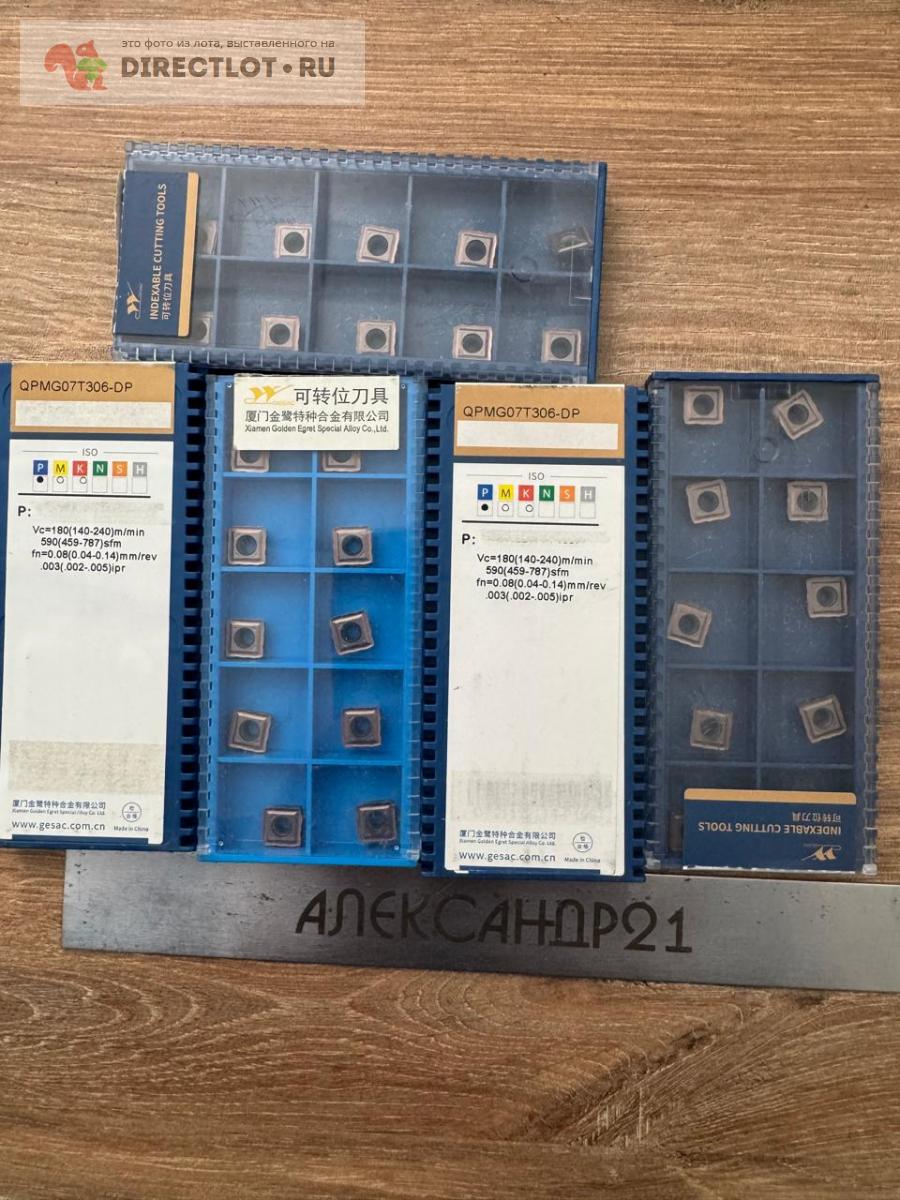 это фото из лота, выставленного на
DIRECTLOT.RU
INDEXABLE CUTTING TOOLS
可转位刀具
QPMG07T306-DP
ISO
P M K N S H
P:
Vc=180(140-240)m/min
590(459-787)sfm
fn=0.08(0.04-0.14)mm/rev
.003(.002-.005)ipr
厦门金鹭特种合金有限公司
Xiamen Golden Egret Special Alloy Co. Ltd.
www.gesac.com.cn
Made in China
可转位刀具
厦门金鹭特种合金有限公司
Xiamen Golden Egret Special Alloy Co.,Ltd.
QPMG07T306-DP
ISO
P M K N S H
P:
Vc=180(140-240)m/min
590(459-787)sfm
fn=0.08(0.04-0.14)mm/rev
.003(.002-.005)ipr
厦门金鹭特种合金有限公司
Xiamen Golden Egret Special Alloy Co. Ltd.
www.gesac.com.cn
Made in China
INDEXABLE CUTTING TOOLS
可转位刀具
АЛЕКСАНДР21